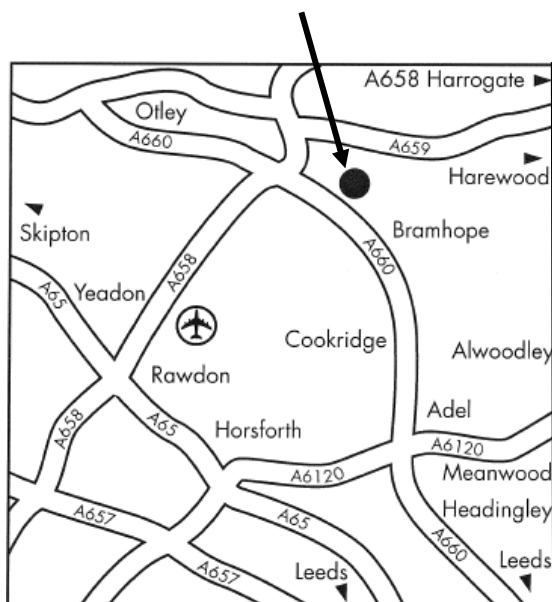 A658 Harrogate
Otley
A660
A659
Harewood
Skipton
Bramhope
A660
A658
A65
Yeadon
Cookridge
Alwoodley
Rawdon
Adel
A658
A65
Horsforth
A6120
A6120
Meanwood
A657
A65
Headingley
A660
A657
Leeds
Leeds